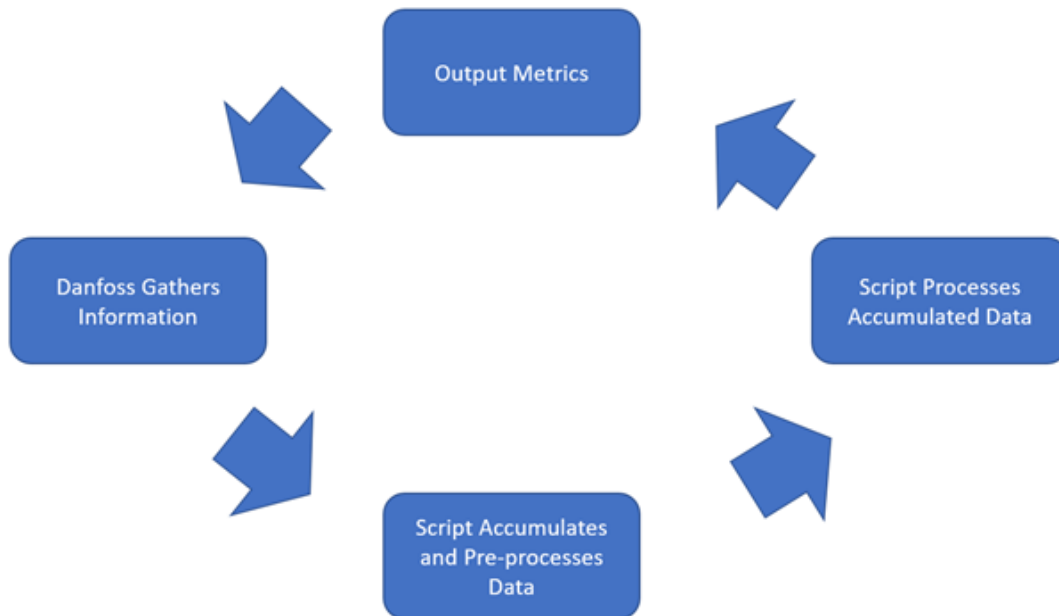 Output Metrics
Danfoss Gathers
Information
Script Processes
Accumulated Data
Script Accumulates
and Pre-processes
Data